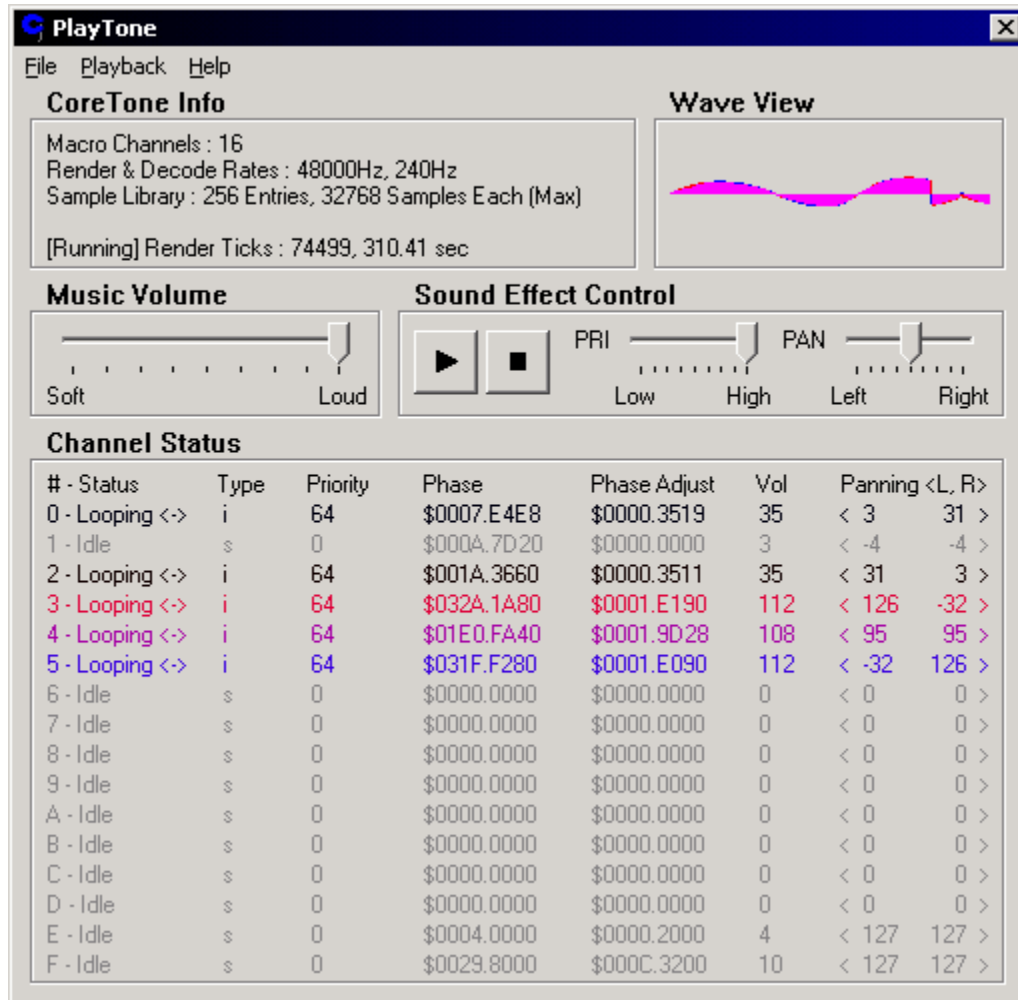 PlayTone
File Playback Help
CoreTone Info
Wave View
Macro Channels : 16
Render & Decode Rates : 48000Hz, 240Hz
Sample Library : 256 Entries, 32768 Samples Each (Max)
[Running] Render Ticks : 74499, 310.41 sec
Music Volume
Sound Effect Control
Soft Loud
PRI
Low High
PAN
Left Right
Channel Status
# - Status Type Priority Phase Phase Adjust Vol Panning <L, R>
0 - Looping <-> i 64 $0007.E4E8 $0000.3519 35 < 3 31 >
1 - Idle s 0 $000A.7D20 $0000.0000 3 < -4 -4 >
2 - Looping <-> i 64 $001A.3660 $0000.3511 35 < 31 3 >
3 - Looping <-> i 64 $032A.1A80 $0001.E190 112 < 126 -32 >
4 - Looping <-> i 64 $01E0.FA40 $0001.9D28 108 < 95 95 >
5 - Looping <-> i 64 $031F.F280 $0001.E090 112 < -32 126 >
6 - Idle s 0 $0000.0000 $0000.0000 0 < 0 0 >
7 - Idle s 0 $0000.0000 $0000.0000 0 < 0 0 >
8 - Idle s 0 $0000.0000 $0000.0000 0 < 0 0 >
9 - Idle s 0 $0000.0000 $0000.0000 0 < 0 0 >
A - Idle s 0 $0000.0000 $0000.0000 0 < 0 0 >
B - Idle s 0 $0000.0000 $0000.0000 0 < 0 0 >
C - Idle s 0 $0000.0000 $0000.0000 0 < 0 0 >
D - Idle s 0 $0000.0000 $0000.0000 0 < 0 0 >
E - Idle s 0 $0004.0000 $0000.2000 4 < 127 127 >
F - Idle s 0 $0029.8000 $000C.3200 10 < 127 127 >